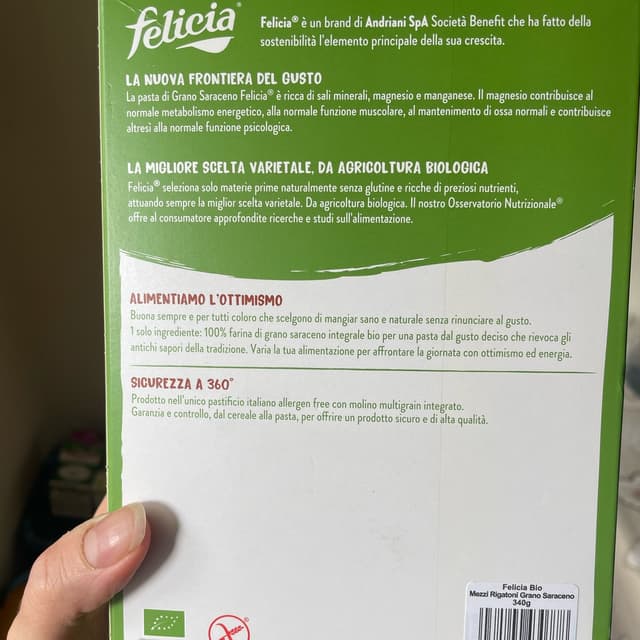 felicia®
Felicia® è un brand di Andriani SpA Società Benefit che ha fatto della
sostenibilità l'elemento principale della sua crescita.
LA NUOVA FRONTIERA DEL GUSTO
La pasta di Grano Saraceno Felicia® è ricca di sali minerali, magnesio e manganese. Il magnesio contribuisce al
normale metabolismo energetico, alla normale funzione muscolare, al mantenimento di ossa normali e contribuisce
altresì alla normale funzione psicologica.
LA MIGLIORE SCELTA VARIETALE, DA AGRICOLTURA BIOLOGICA
Felicia® seleziona solo materie prime naturalmente senza glutine e ricche di preziosi nutrienti,
attuando sempre la miglior scelta varietale. Da agricoltura biologica. Il nostro Osservatorio Nutrizionale®
offre al consumatore approfondite ricerche e studi sull'alimentazione.
ALIMENTIAMO L'OTTIMISMO
Buona sempre e per tutti coloro che scelgono di mangiar sano e naturale senza rinunciare al gusto.
1 solo ingrediente: 100% farina di grano saraceno integrale bio per una pasta dal gusto deciso che rievoca gli
antichi sapori della tradizione. Varia la tua alimentazione per affrontare la giornata con ottimismo ed energia.
SICUREZZA A 360°
Prodotto nell'unico pastificio italiano allergen free con molino multigrain integrato.
Garanzia e controllo, dal cereale alla pasta, per offrire un prodotto sicuro e di alta qualità.
Felicia Bio
Mezzi Rigatoni Grano Saraceno
340g